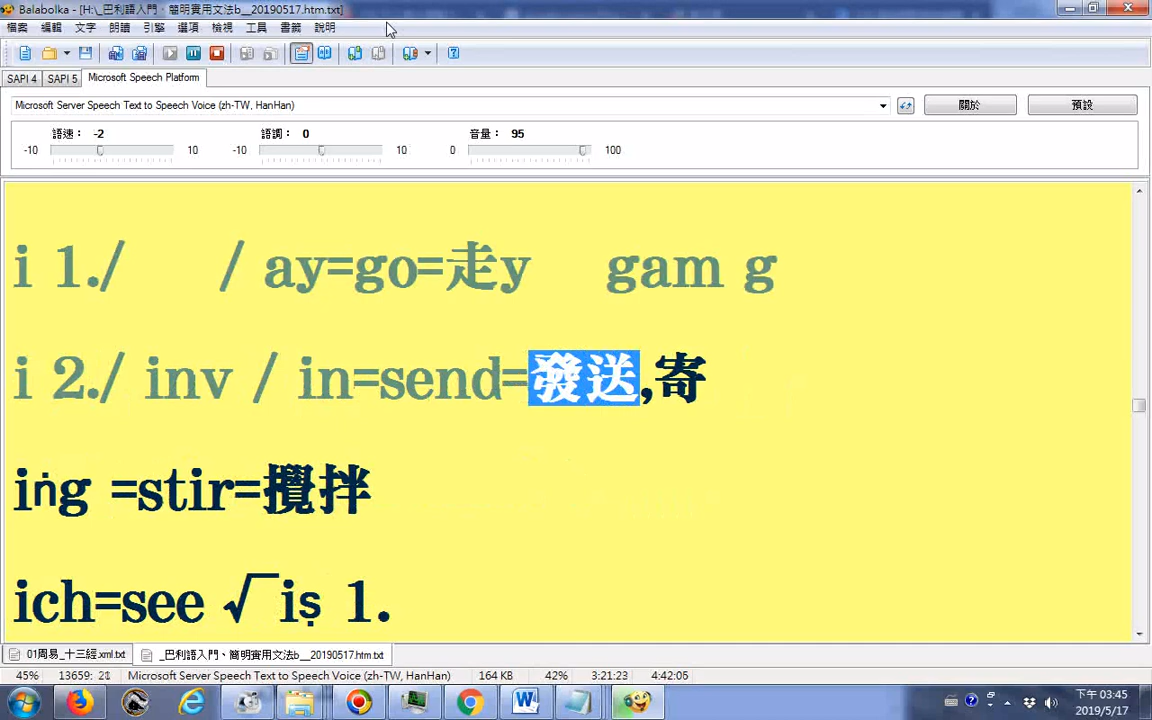 Balabolka - [H:\_巴利語入門、簡明實用文法b__20190517.htm.txt]
檔案 編輯 文字 朗讀 引擎 選項 檢視 工具 書籤 說明
SAPI 4 SAPI 5 Microsoft Speech Platform
Microsoft Server Speech Text to Speech Voice (zh-TW, HanHan) 關於 預設
語速： -2 語調： 0 音量： 95
-10 10 -10 10 0 100
i 1./ / ay=go=走y gam g
i 2./ inv / in=send=發送,寄
iṅg =stir=攪拌
ich=see √iṣ 1.
01周易_十三經.xml.txt _巴利語入門、簡明實用文法b__20190517.htm.txt
45% 13659: 21 Microsoft Server Speech Text to Speech Voice (zh-TW, HanHan) 164 KB 42% 3:21:23 4:42:05
下午 03:45
2019/5/17